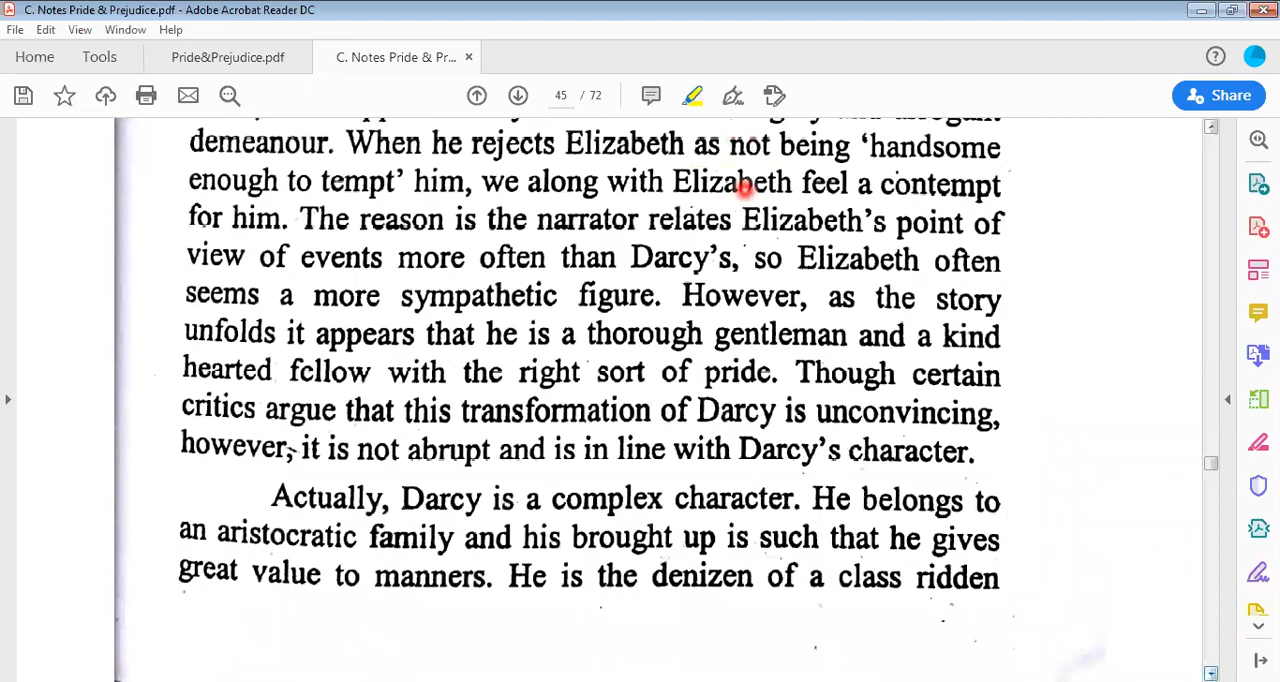 C. Notes Pride & Prejudice.pdf - Adobe Acrobat Reader DC
File Edit View Window Help
Home Tools Pride&Prejudice.pdf C. Notes Pride & Pr... ×
45 / 72
Share
demeanour. When he rejects Elizabeth as not being ‘handsome
enough to tempt’ him, we along with Elizabeth feel a contempt
for him. The reason is the narrator relates Elizabeth’s point of
view of events more often than Darcy’s, so Elizabeth often
seems a more sympathetic figure. However, as the story
unfolds it appears that he is a thorough gentleman and a kind
hearted fellow with the right sort of pride. Though certain
critics argue that this transformation of Darcy is unconvincing,
however, it is not abrupt and is in line with Darcy’s character.
Actually, Darcy is a complex character. He belongs to
an aristocratic family and his brought up is such that he gives
great value to manners. He is the denizen of a class ridden